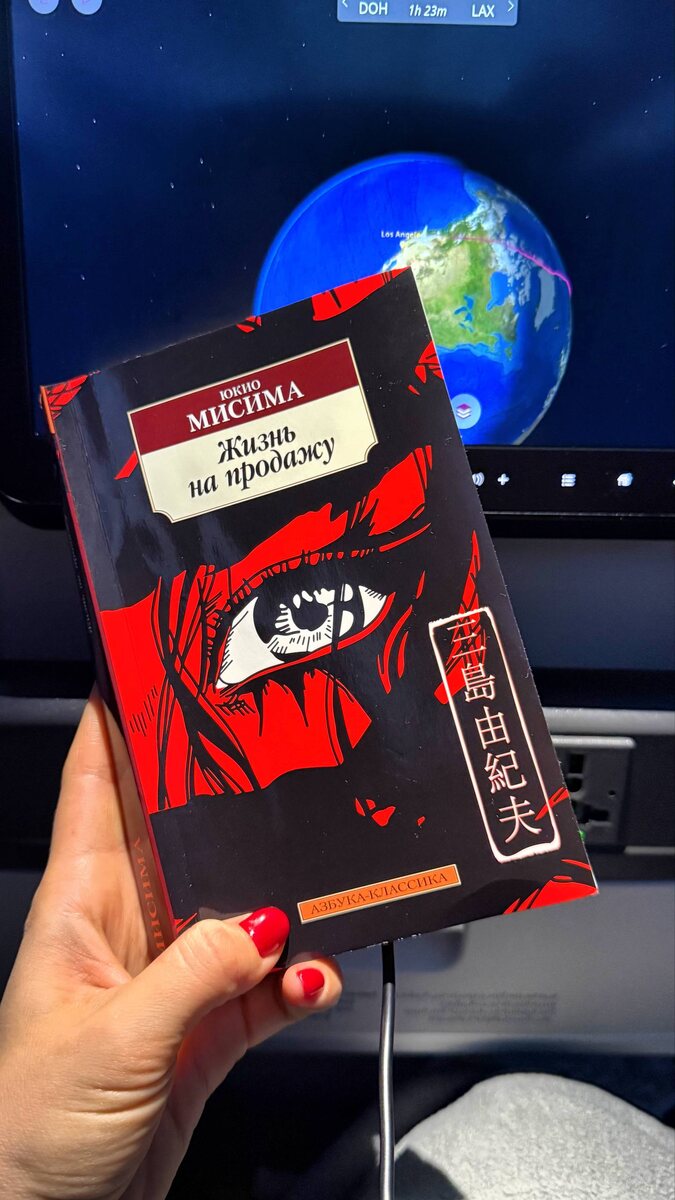 DOH 1h 23m LAX
Los Angeles
ЮКИО
МИСИМА
Жизнь
на продажу
三島由紀夫
АЗБУКА-КЛАССИКА
МИСИМА